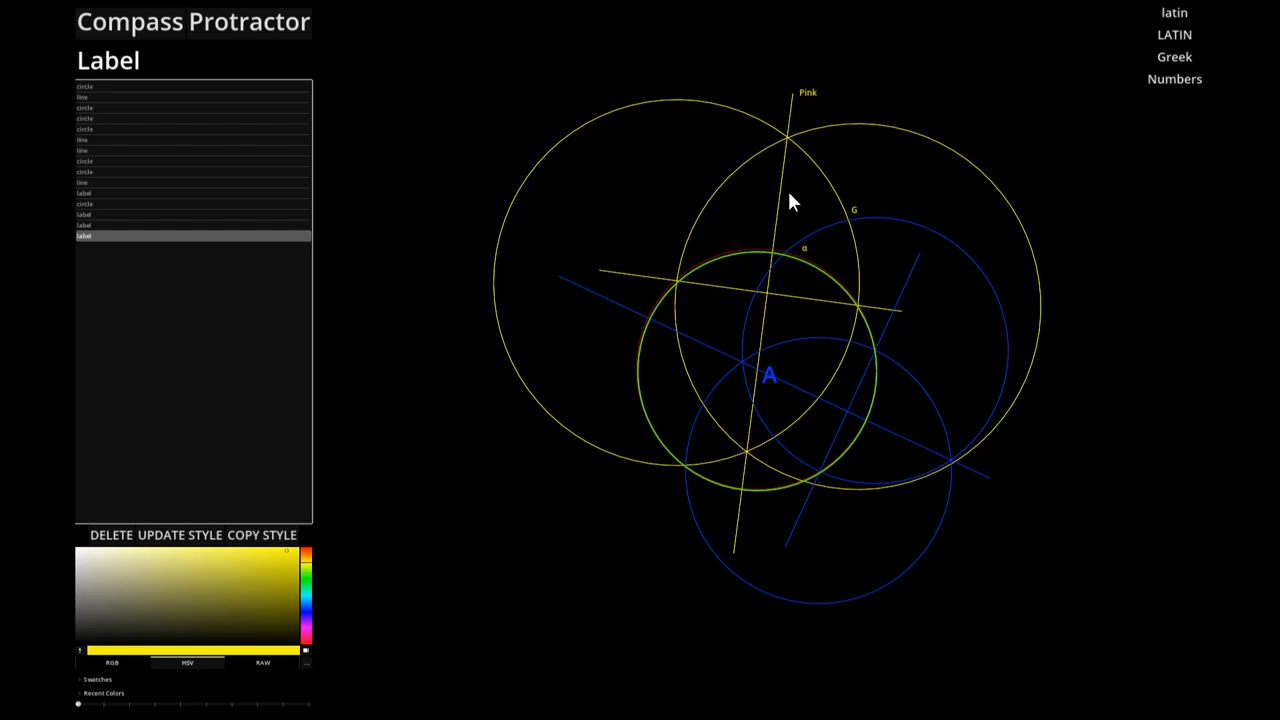 Compass Protractor
Label
circle
line
circle
circle
circle
line
line
circle
circle
line
label
circle
label
label
label
DELETE UPDATE STYLE COPY STYLE
RGB HSV RAW ...
Swatches
Recent Colors
Pink
G
α
A
latin
LATIN
Greek
Numbers